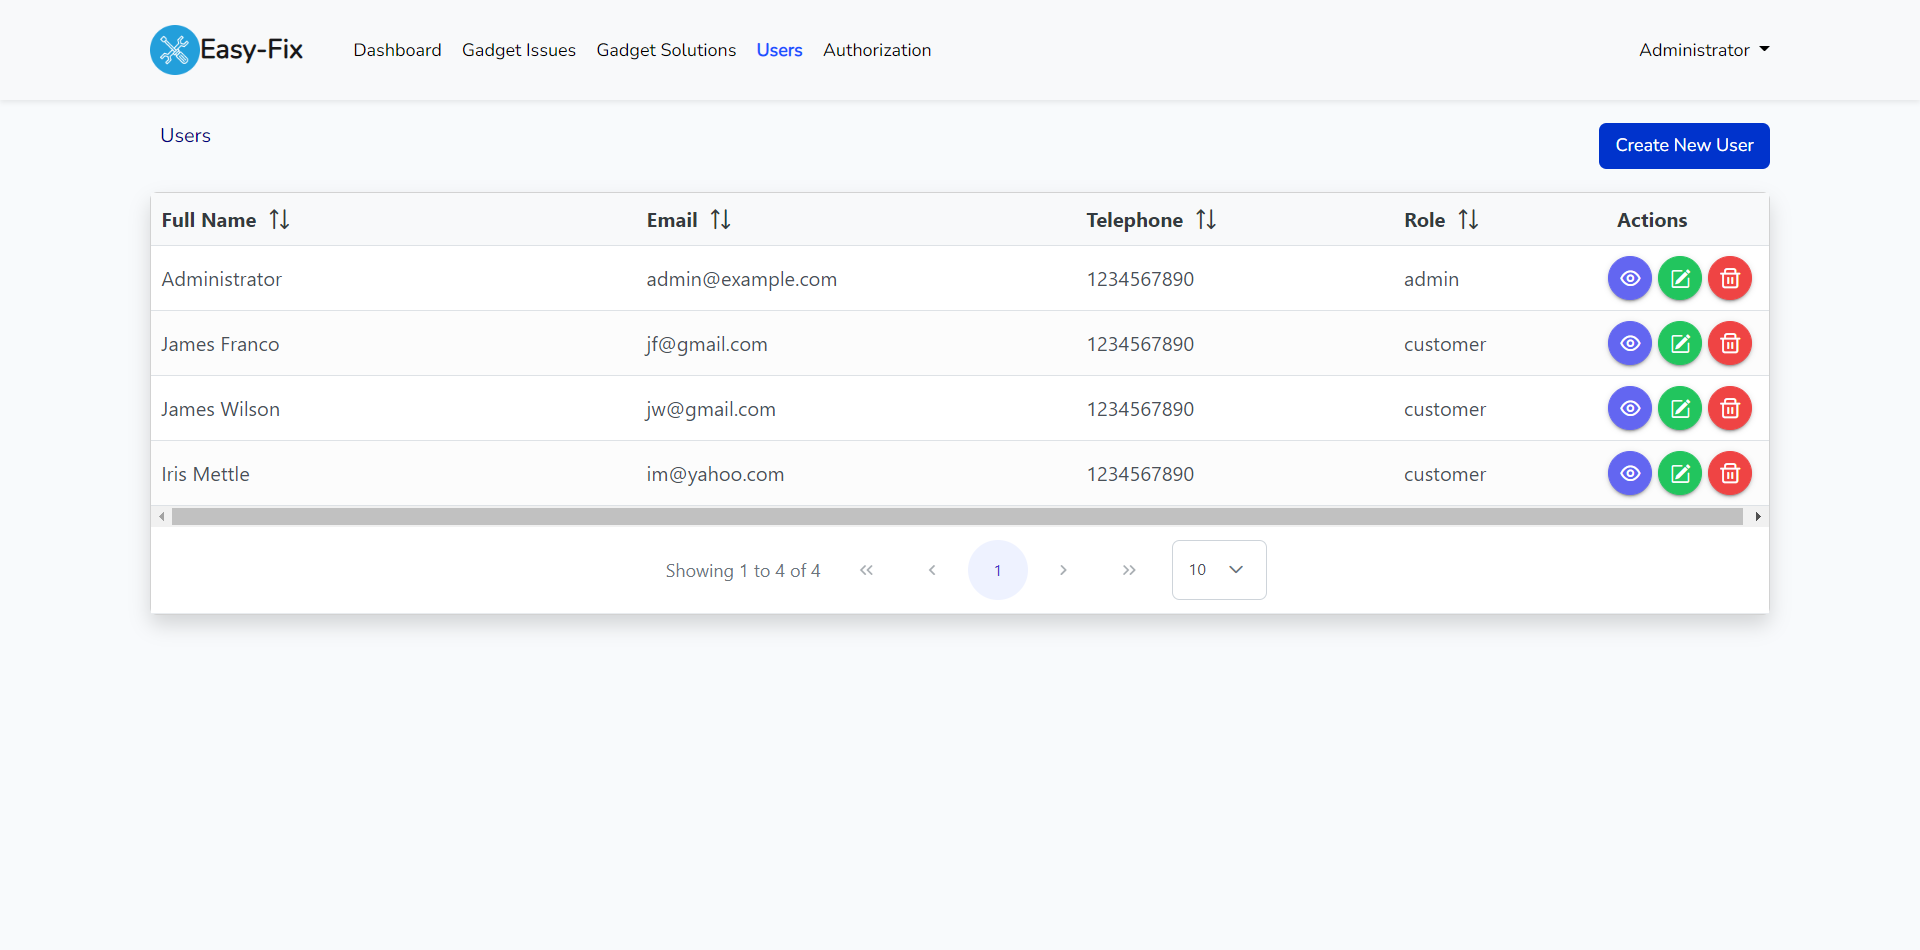 Easy-Fix Dashboard Gadget Issues Gadget Solutions Users Authorization Administrator
Users Create New User
Full Name Email Telephone Role Actions
Administrator admin@example.com 1234567890 admin
James Franco jf@gmail.com 1234567890 customer
James Wilson jw@gmail.com 1234567890 customer
Iris Mettle im@yahoo.com 1234567890 customer
Showing 1 to 4 of 4 1 10